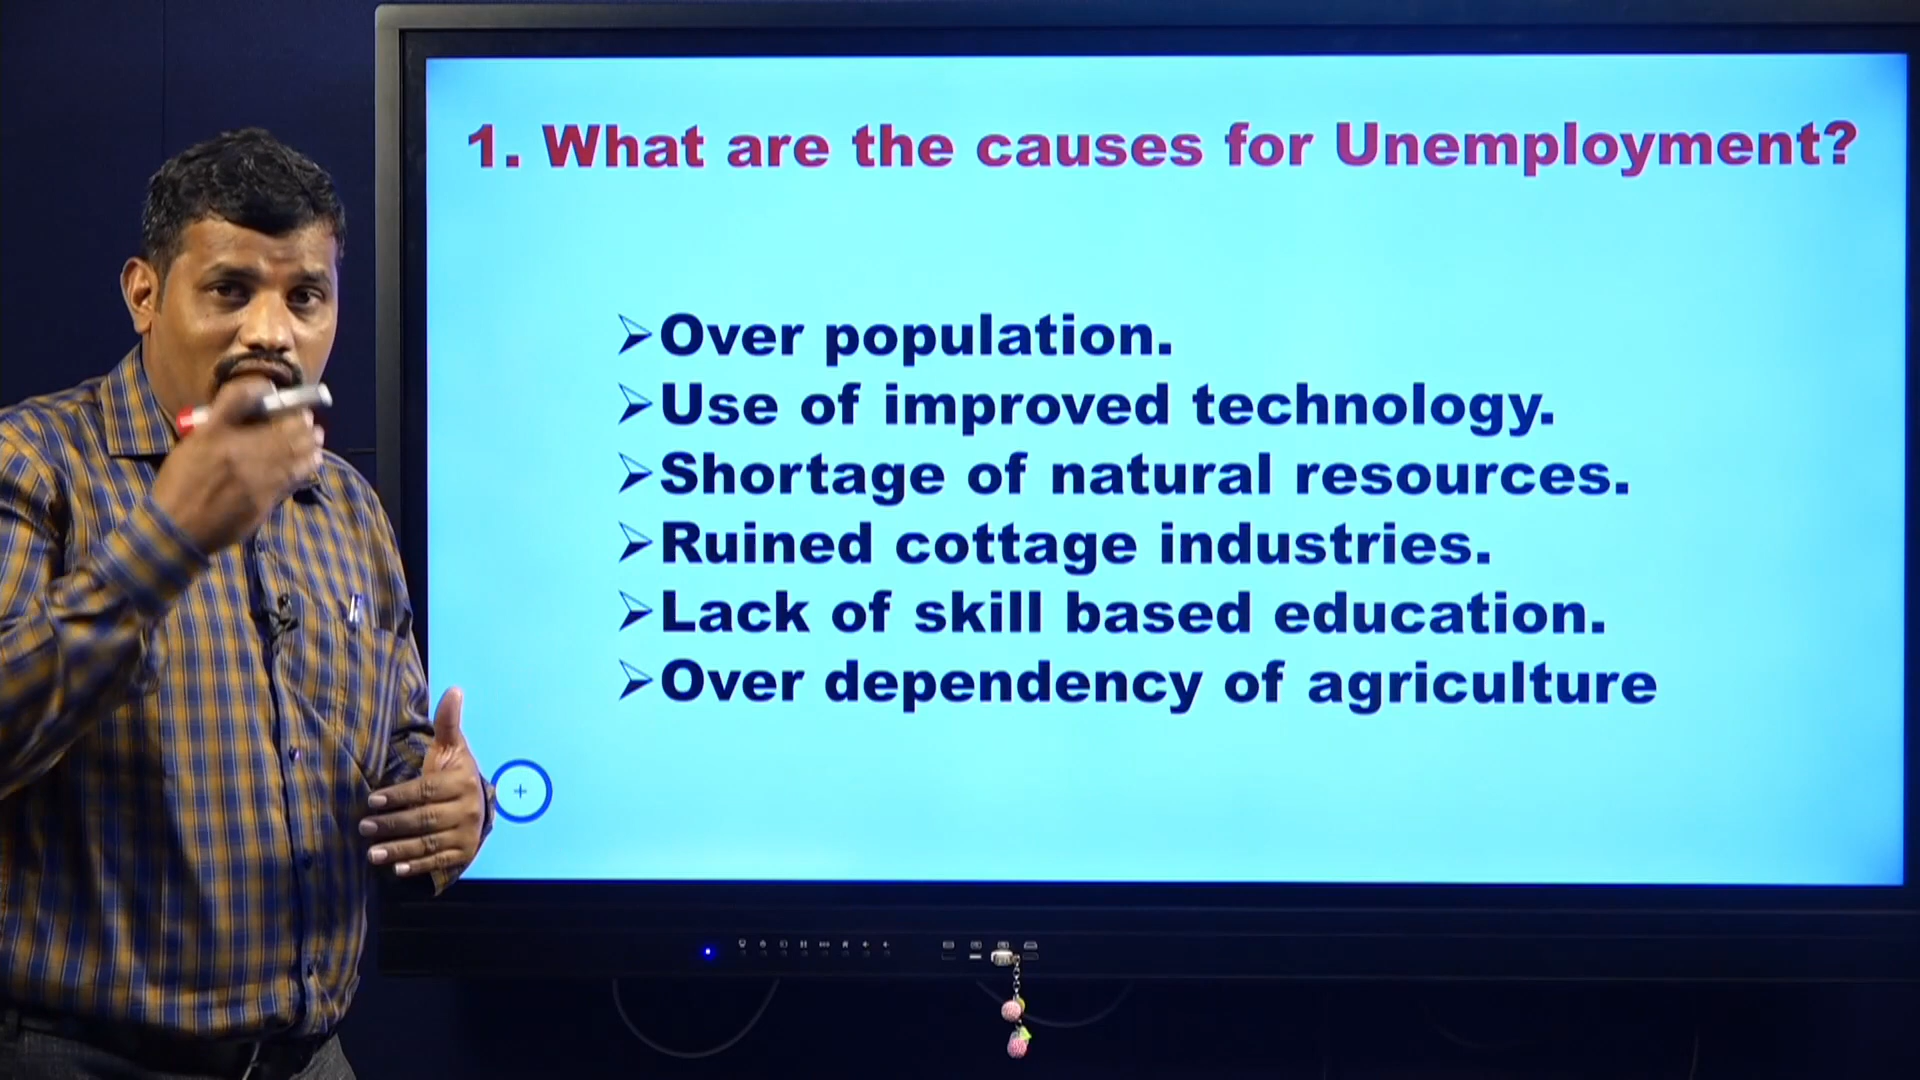 1. What are the causes for Unemployment?
➢Over population.
➢Use of improved technology.
➢Shortage of natural resources.
➢Ruined cottage industries.
➢Lack of skill based education.
➢Over dependency of agriculture